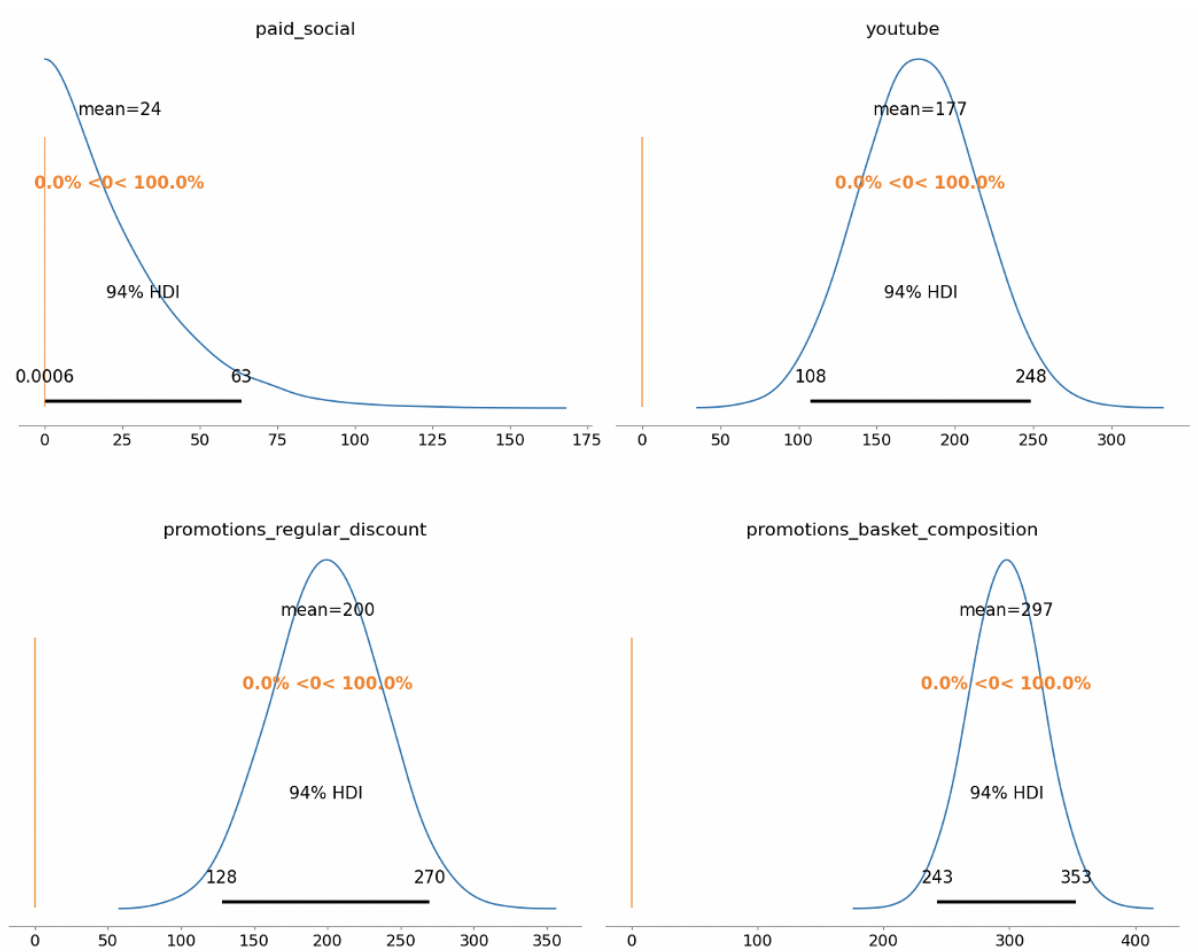 paid_social
mean=24
0.0% <0< 100.0%
94% HDI
0.0006 63
0 25 50 75 100 125 150 175
youtube
mean=177
0.0% <0< 100.0%
94% HDI
108 248
0 50 100 150 200 250 300
promotions_regular_discount
mean=200
0.0% <0< 100.0%
94% HDI
128 270
0 50 100 150 200 250 300 350
promotions_basket_composition
mean=297
0.0% <0< 100.0%
94% HDI
243 353
0 100 200 300 400